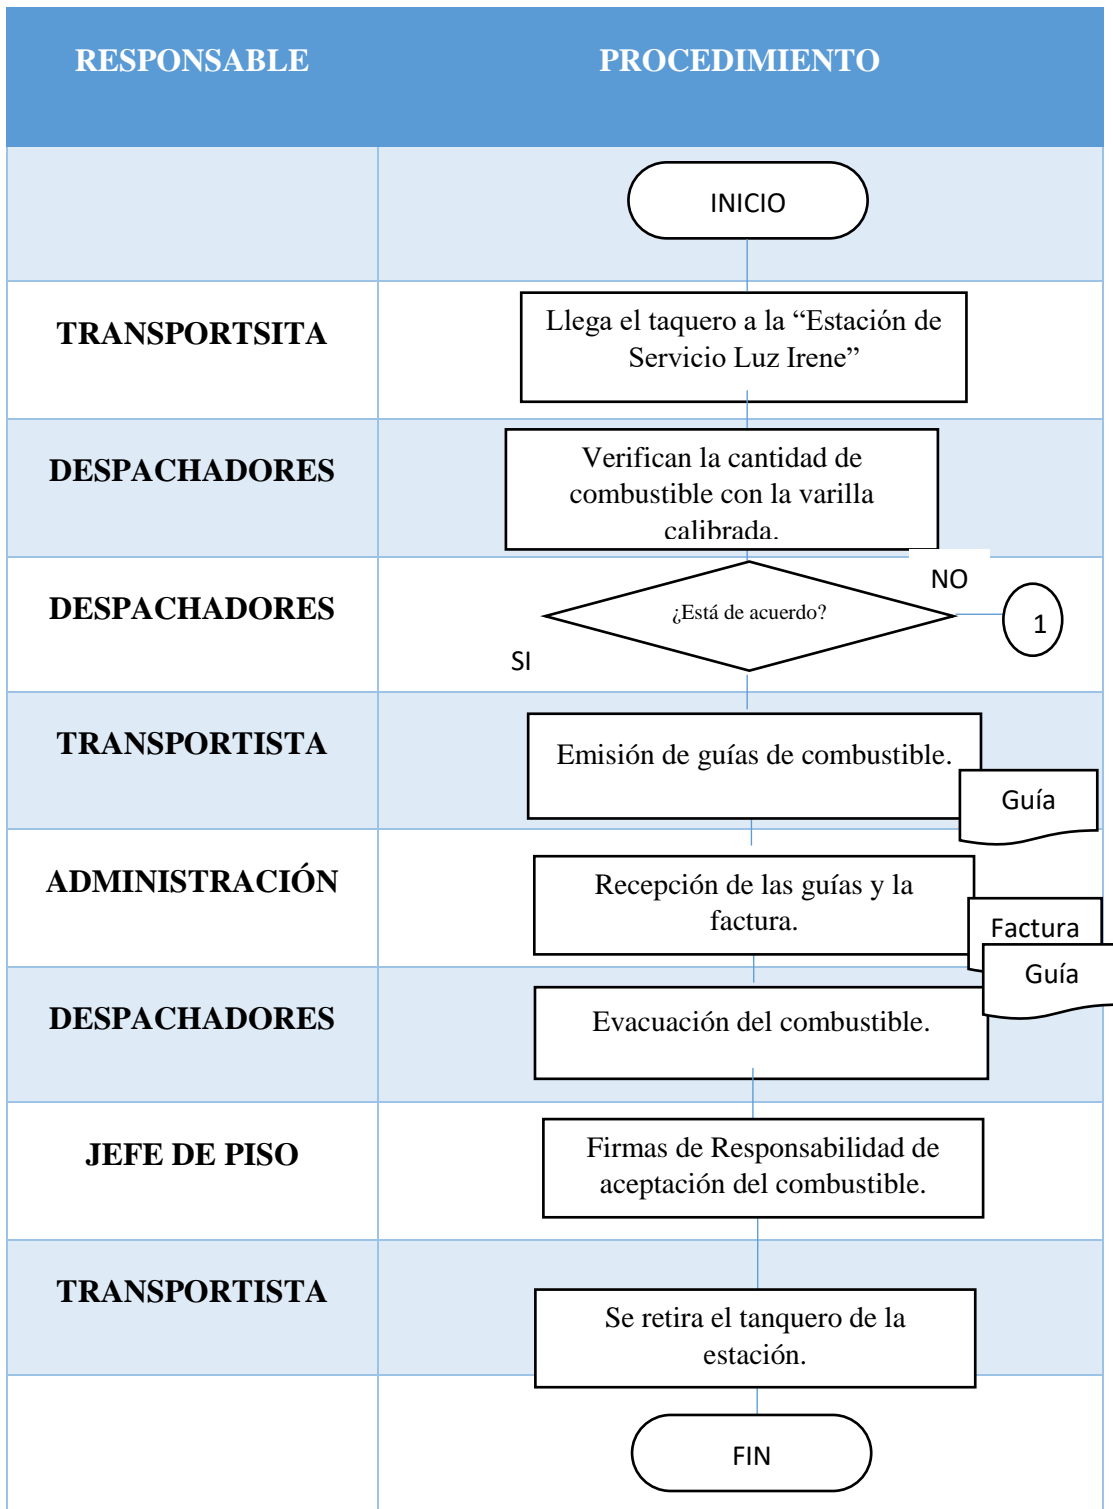 RESPONSABLE
PROCEDIMIENTO
INICIO
TRANSPORTSITA
Llega el taquero a la “Estación de
Servicio Luz Irene”
DESPACHADORES
Verifican la cantidad de
combustible con la varilla
calibrada.
DESPACHADORES
¿Está de acuerdo?
NO
1
SI
TRANSPORTISTA
Emisión de guías de combustible.
Guía
ADMINISTRACIÓN
Recepción de las guías y la
factura.
Factura
Guía
DESPACHADORES
Evacuación del combustible.
JEFE DE PISO
Firmas de Responsabilidad de
aceptación del combustible.
TRANSPORTISTA
Se retira el tanquero de la
estación.
FIN